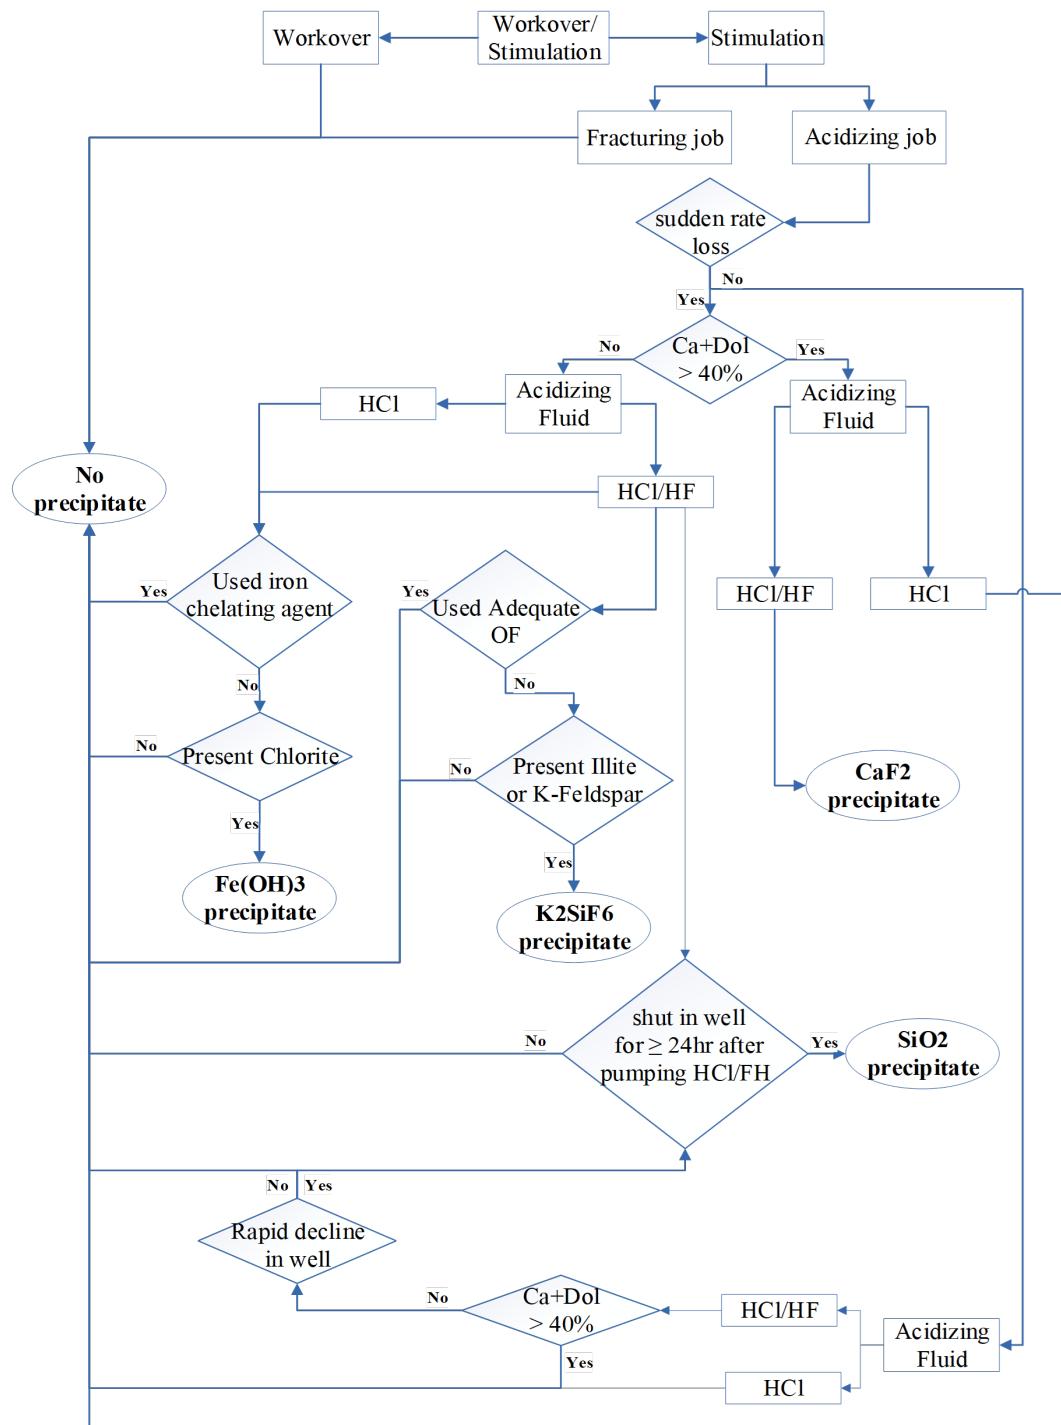 Workover
Workover/
Stimulation
Stimulation
Fracturing job
Acidizing job
sudden rate
loss
No
Yes
Ca+Dol
> 40%
No
Yes
HCl
Acidizing
Fluid
Acidizing
Fluid
No
precipitate
HCl/HF
Used iron
chelating agent
Yes
Used Adequate
OF
Yes
HCl/HF
HCl
No
No
Present Chlorite
No
Present Illite
or K-Feldspar
No
CaF2
precipitate
Yes
Yes
Fe(OH)3
precipitate
K2SiF6
precipitate
shut in well
for ≥ 24hr after
pumping HCl/FH
No
Yes
SiO2
precipitate
No
Yes
Rapid decline
in well
No
Ca+Dol
> 40%
HCl/HF
Acidizing
Fluid
Yes
HCl